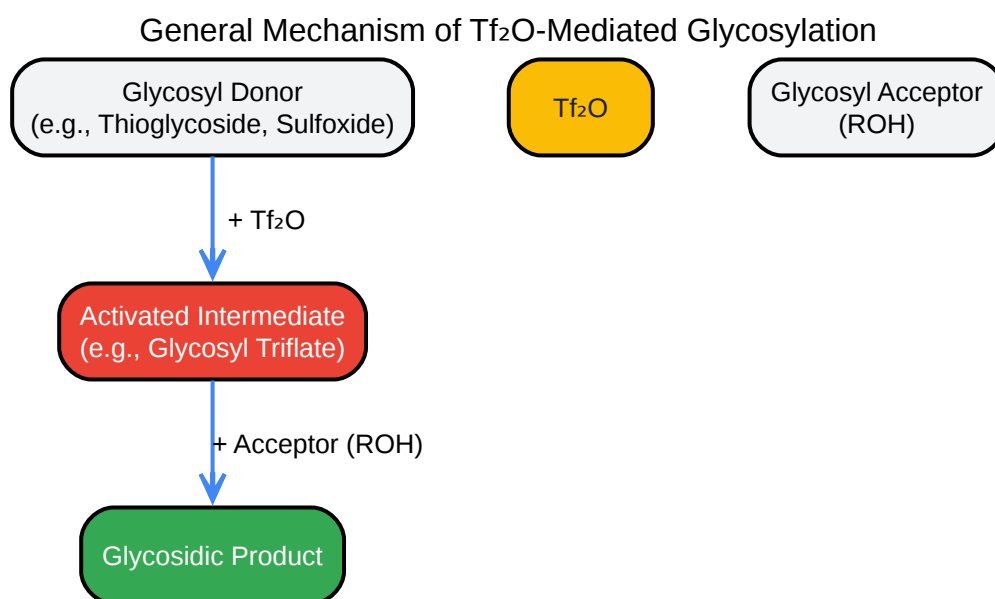 General Mechanism of Tf₂O-Mediated Glycosylation
Glycosyl Donor
(e.g., Thioglycoside, Sulfoxide)
Tf₂O
Glycosyl Acceptor
(ROH)
+ Tf₂O
Activated Intermediate
(e.g., Glycosyl Triflate)
+ Acceptor (ROH)
Glycosidic Product